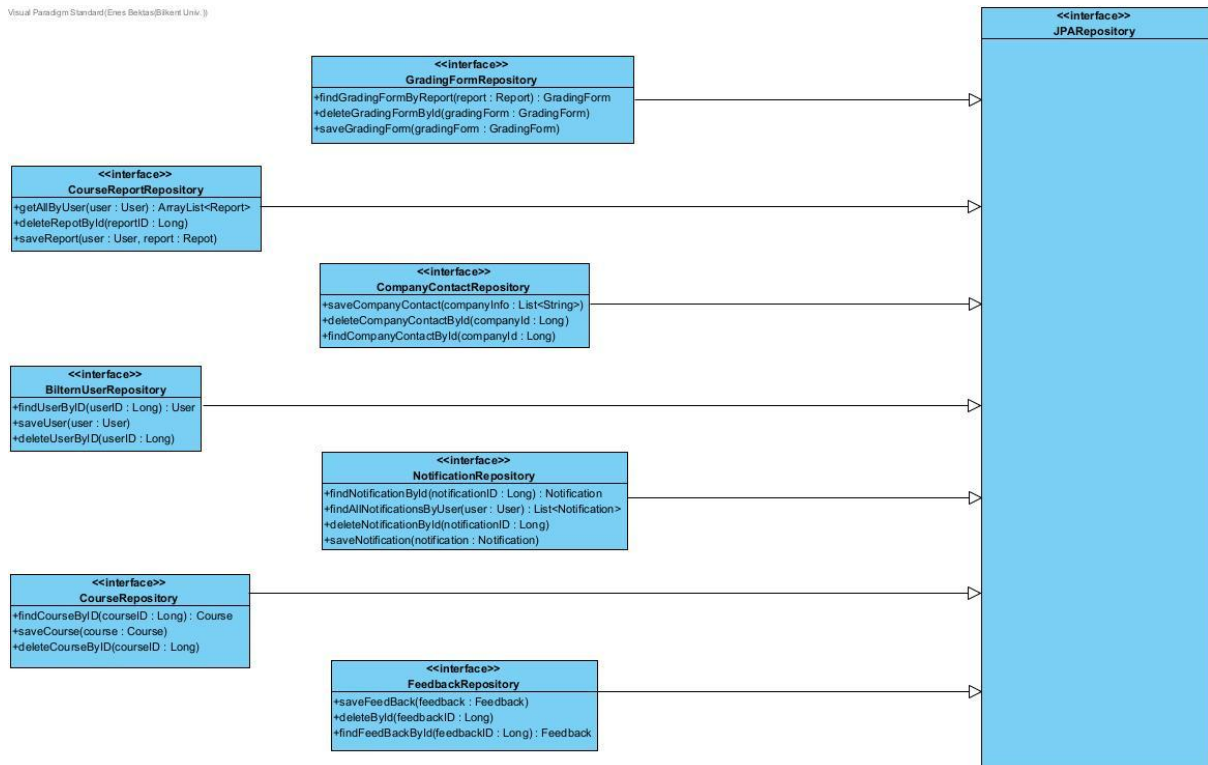 Visual Paradigm Standard(Enes Bektas(Bilkent Univ.))
<<interface>>
JPARepository
<<interface>>
GradingFormRepository
+findGradingFormByReport(report : Report) : GradingForm
+deleteGradingFormById(gradingForm : GradingForm)
+saveGradingForm(gradingForm : GradingForm)
<<interface>>
CourseReportRepository
+getAllByUser(user : User) : ArrayList<Report>
+deleteRepotById(reportID : Long)
+saveReport(user : User, report : Repot)
<<interface>>
CompanyContactRepository
+saveCompanyContact(companyInfo : List<String>)
+deleteCompanyContactById(companyId : Long)
+findCompanyContactById(companyId : Long)
<<interface>>
BilternUserRepository
+findUserByID(userID : Long) : User
+saveUser(user : User)
+deleteUserByID(userID : Long)
<<interface>>
NotificationRepository
+findNotificationById(notificationID : Long) : Notification
+findAllNotificationsByUser(user : User) : List<Notification>
+deleteNotificationById(notificationID : Long)
+saveNotification(notification : Notification)
<<interface>>
CourseRepository
+findCourseByID(courseID : Long) : Course
+saveCourse(course : Course)
+deleteCourseByID(courseID : Long)
<<interface>>
FeedbackRepository
+saveFeedBack(feedback : Feedback)
+deleteById(feedbackID : Long)
+findFeedBackById(feedbackID : Long) : Feedback